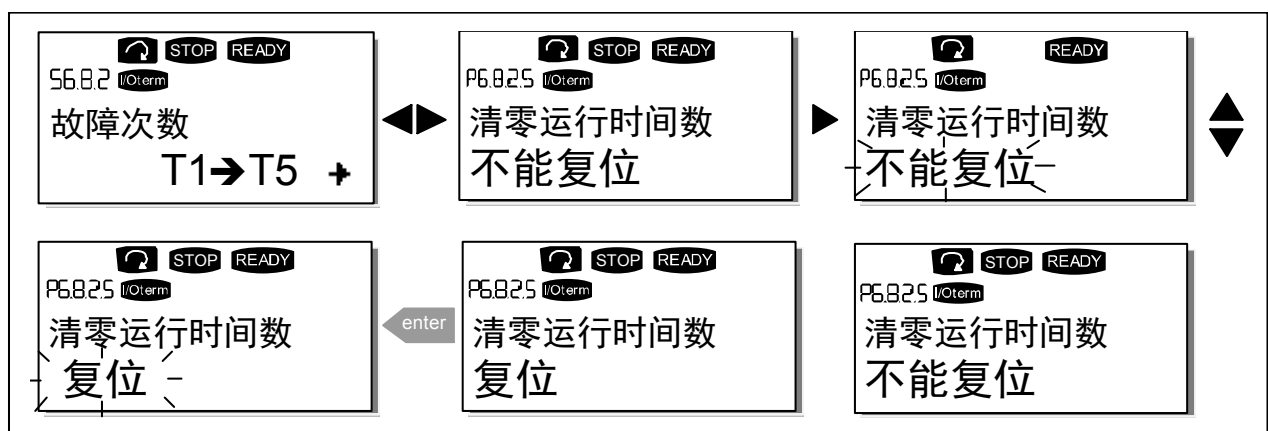 STOP READY
S6.8.2 I/Oterm
故障次数
T1→T5
STOP READY
P6.8.2.5 I/Oterm
清零运行时间数
不能复位
READY
P6.8.2.5 I/Oterm
清零运行时间数
不能复位
STOP READY
P6.8.2.5 I/Oterm
清零运行时间数
复位
enter
STOP READY
P6.8.2.5 I/Oterm
清零运行时间数
复位
STOP READY
P6.8.2.5 I/Oterm
清零运行时间数
不能复位